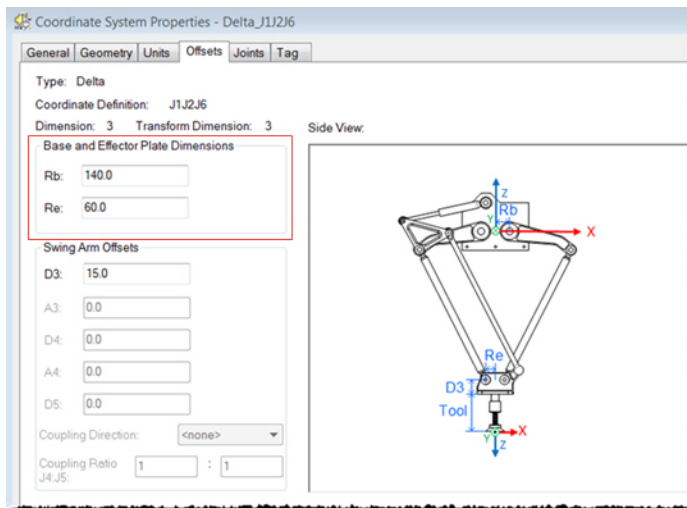 Coordinate System Properties - Delta_J1J2J6
General Geometry Units Offsets Joints Tag
Type: Delta
Coordinate Definition: J1J2J6
Dimension: 3 Transform Dimension: 3
Base and Effector Plate Dimensions
Rb: 140.0
Re: 60.0
Swing Arm Offsets
D3: 15.0
A3: 0.0
D4: 0.0
A4: 0.0
D5: 0.0
Coupling Direction: <none>
Coupling Ratio
J4:J5: 1 : 1
Side View:
Z
Rb
Y
X
Re
D3
Tool
Y
X
Z